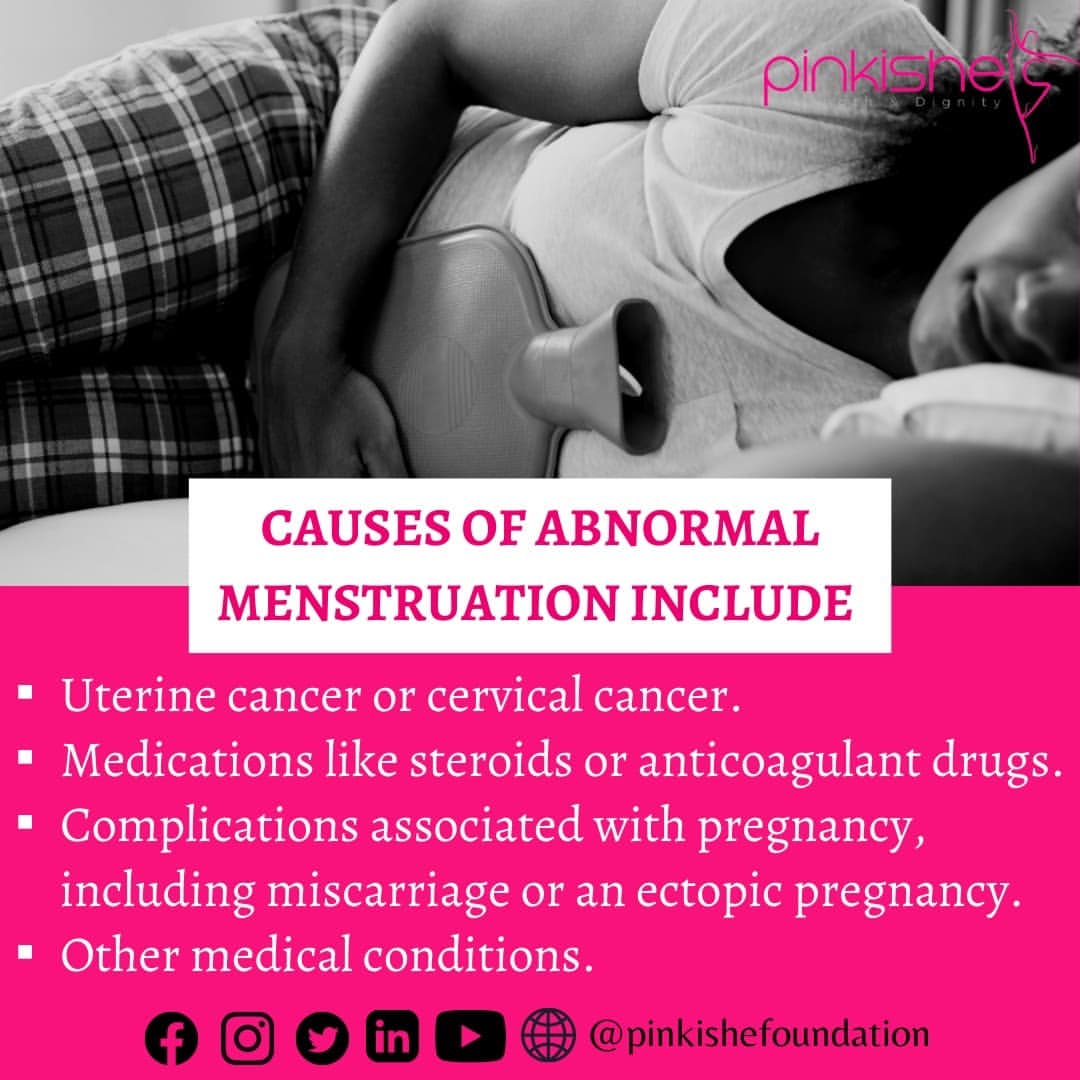 pinkishe
& Dignity
CAUSES OF ABNORMAL
MENSTRUATION INCLUDE
▪ Uterine cancer or cervical cancer.
▪ Medications like steroids or anticoagulant drugs.
▪ Complications associated with pregnancy,
including miscarriage or an ectopic pregnancy.
▪ Other medical conditions.
@pinkishefoundation